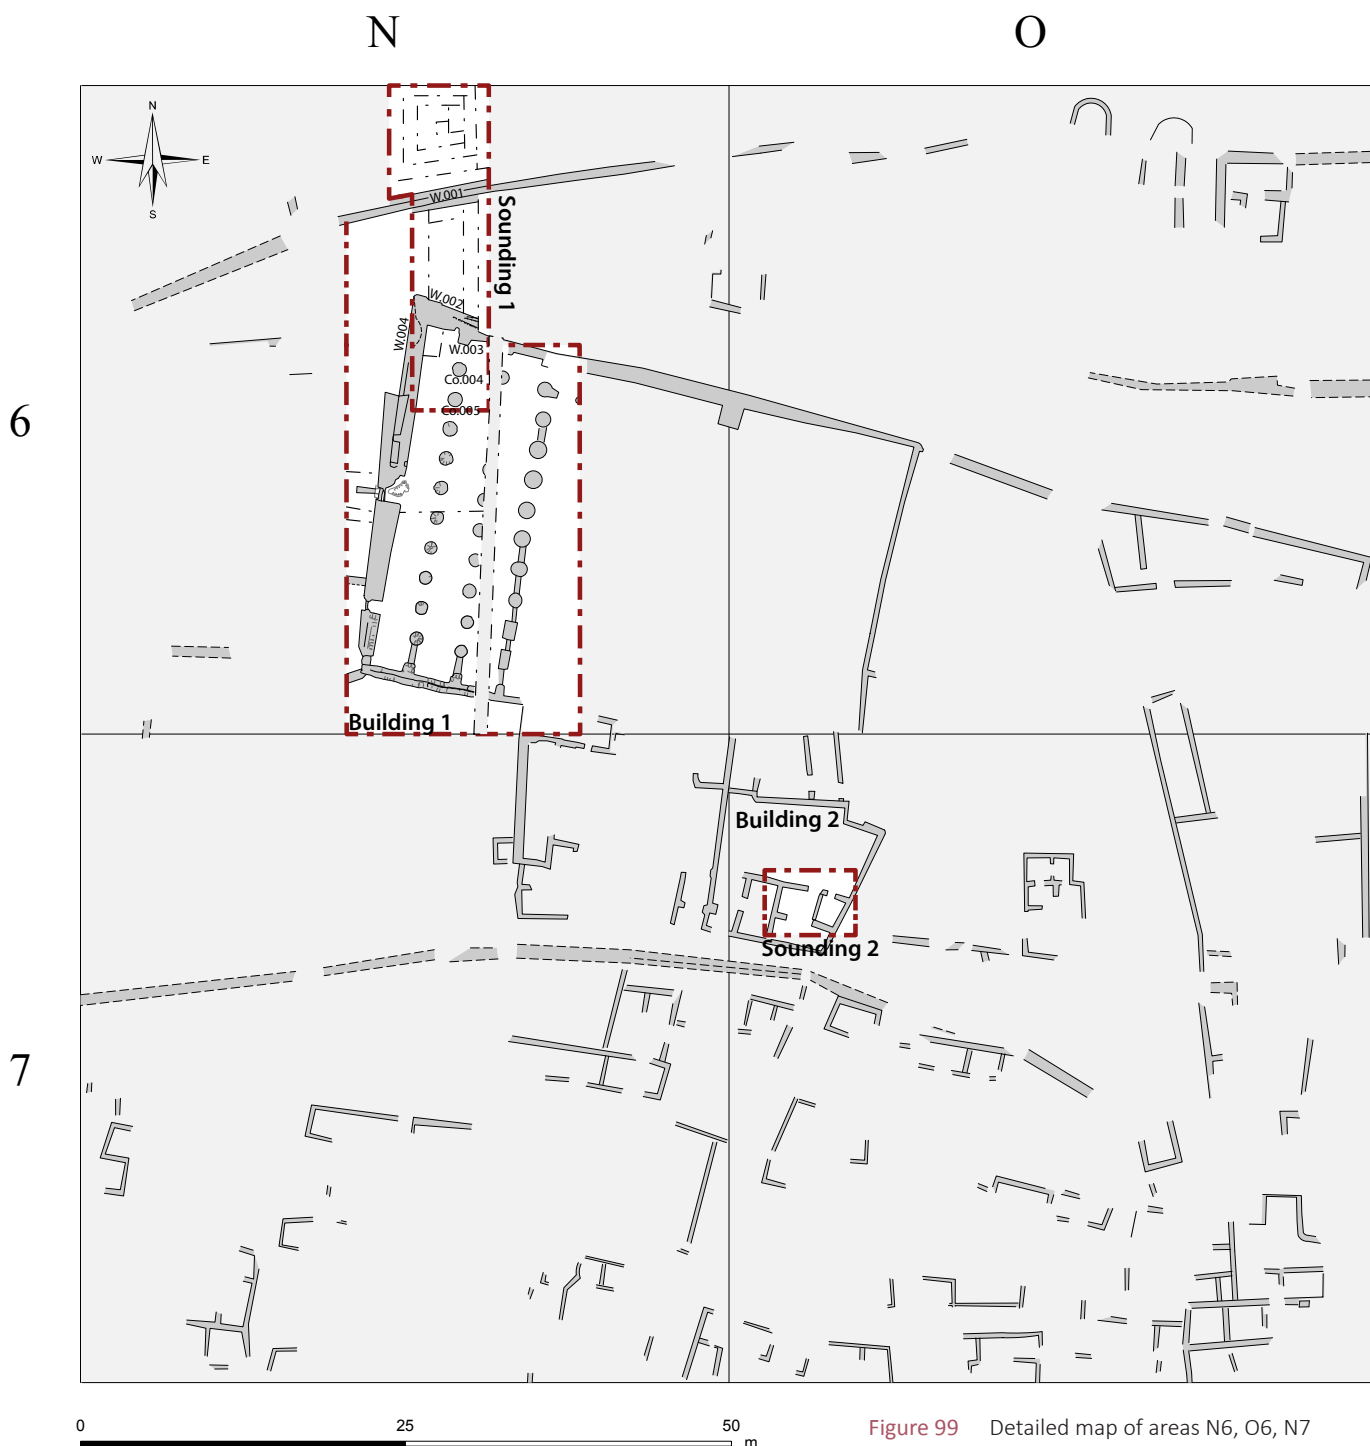 N
O
N
W
E
S
W.001
Sounding 1
W.002
W.004
W.003
Co.004
6
Co.005
Building 1
Building 2
Sounding 2
7
0
25
50
m
Figure 99 Detailed map of areas N6, O6, N7